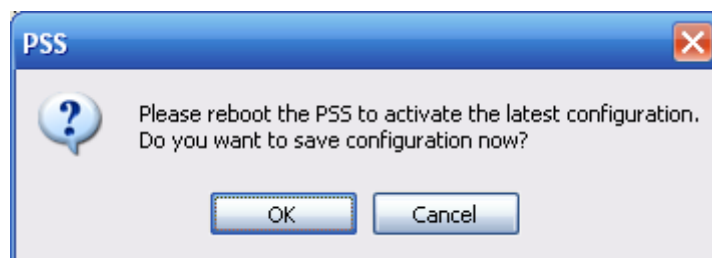 PSS
Please reboot the PSS to activate the latest configuration.
Do you want to save configuration now?
OK
Cancel